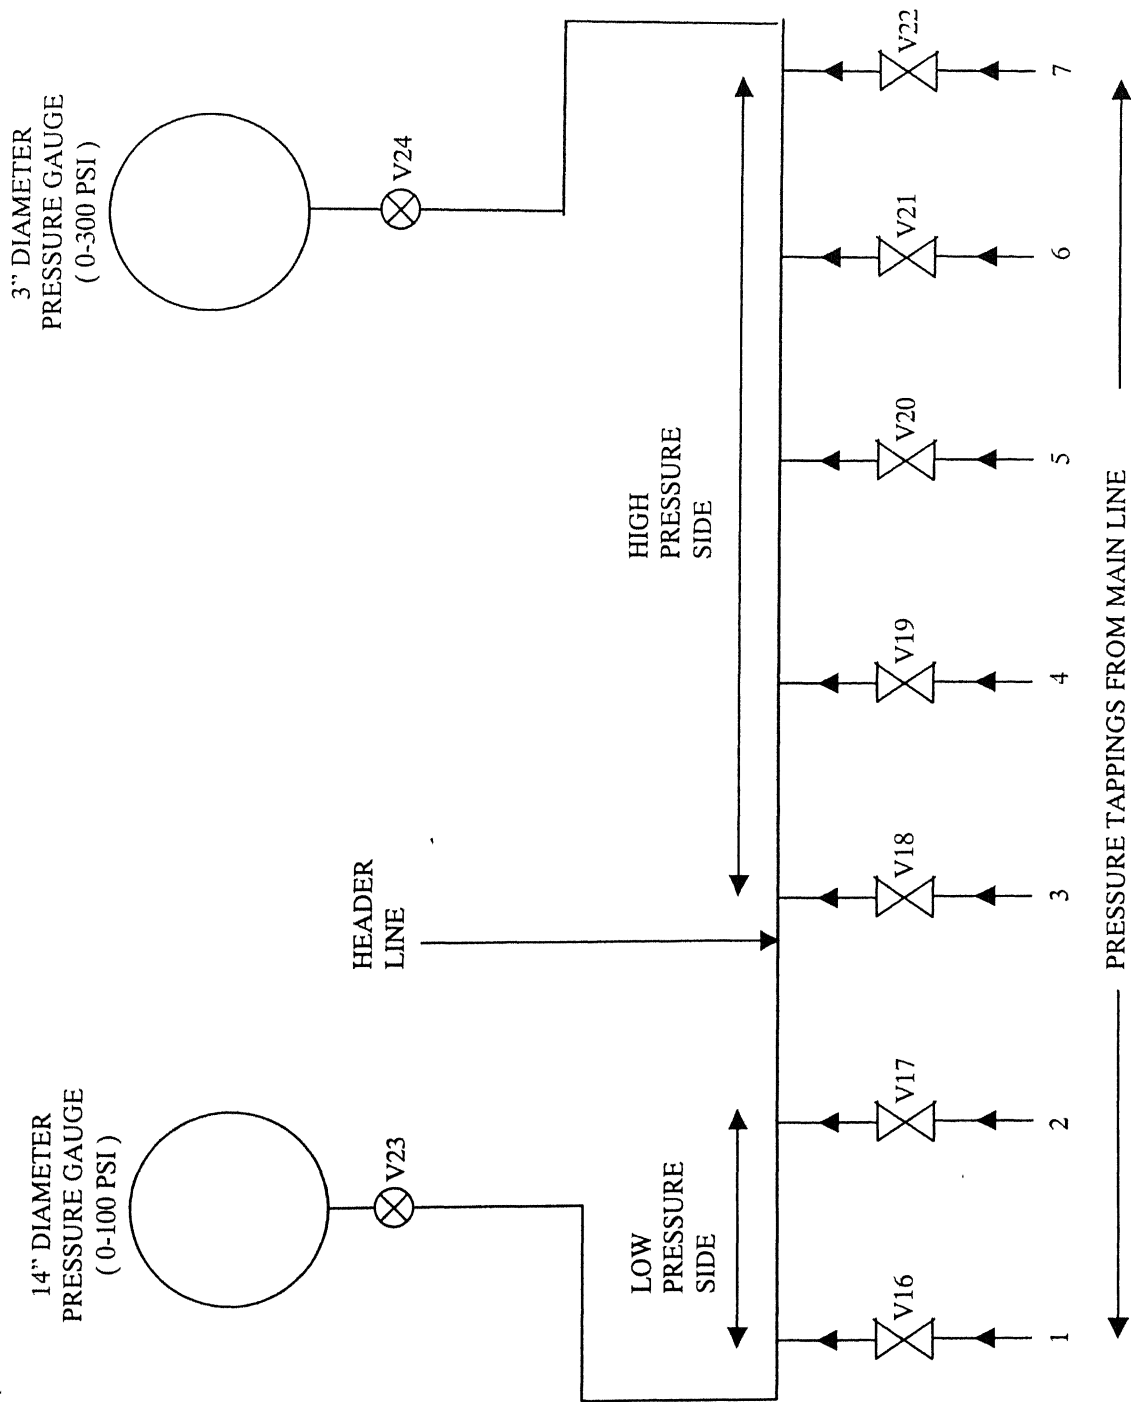 14” DIAMETER
PRESSURE GAUGE
( 0-100 PSI )
3” DIAMETER
PRESSURE GAUGE
( 0-300 PSI )
V23
V24
HEADER
LINE
LOW
PRESSURE
SIDE
HIGH
PRESSURE
SIDE
V16
V17
V18
V19
V20
V21
V22
1
2
3
4
5
6
7
PRESSURE TAPPINGS FROM MAIN LINE